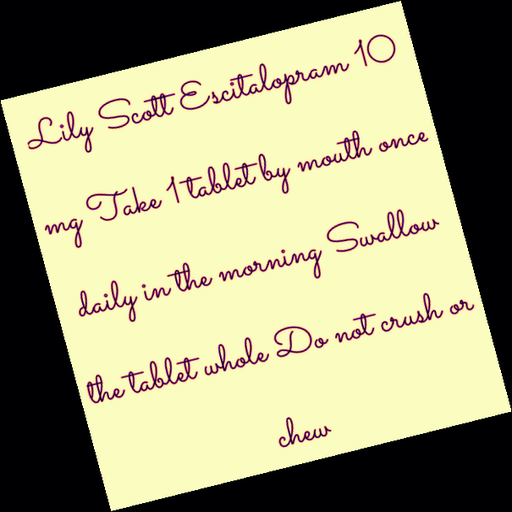 Lily Scott Escitalopram 10
mg Take 1 tablet by mouth once
daily in the morning Swallow
the tablet whole Do not crush or
chew